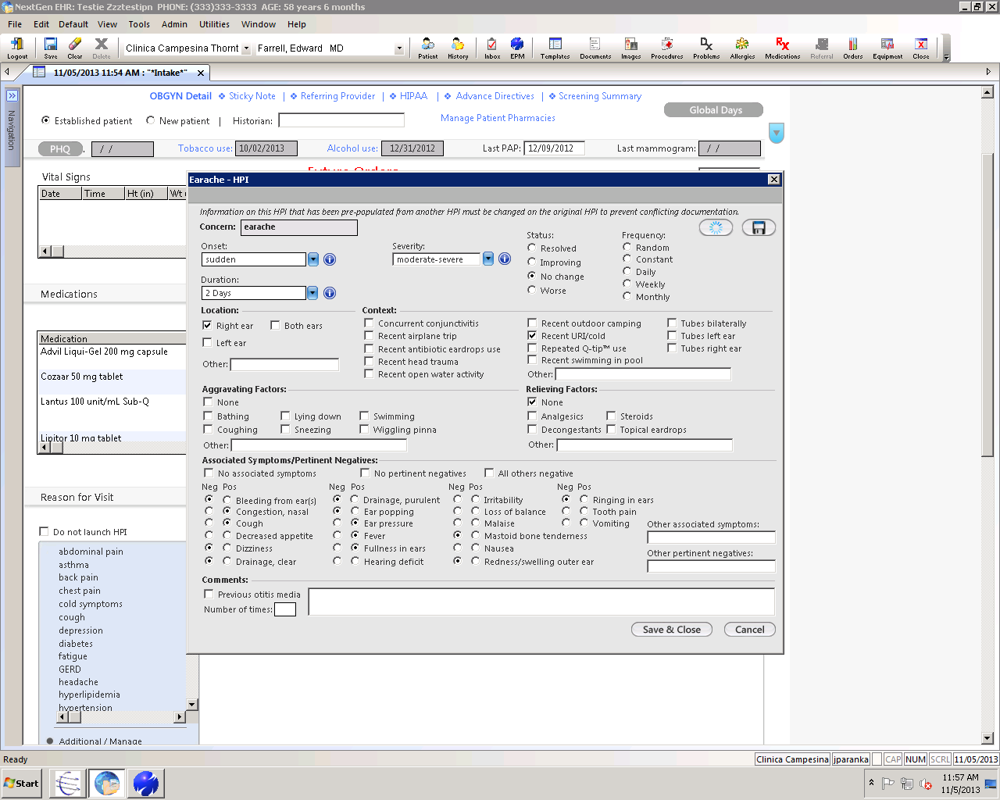 NextGen EHR: Testie Zzztestipn PHONE: (333)333-3333 AGE: 58 years 6 months
File Edit Default View Tools Admin Utilities Window Help
Clinica Campesina Thornt Farrell, Edward MD
Logout Save Clear Delete Patient History Inbox EPM Templates Documents Images Procedures Problems Allergies Medications Referral Orders Equipment Close
11/05/2013 11:54 AM : "*Intake*"
Navigation
OBGYN Detail Sticky Note | Referring Provider | HIPAA | Advance Directives | Screening Summary
Global Days
Established patient New patient | Historian: Manage Patient Pharmacies
PHQ . / / Tobacco use: 10/02/2013 Alcohol use: 12/31/2012 Last PAP: 12/09/2012 Last mammogram: / /
Vital Signs
Date Time Ht (in)
Medications
Medication
Advil Liqui-Gel 200 mg capsule
Cozaar 50 mg tablet
Lantus 100 unit/mL Sub-Q
Lipitor 10 mg tablet
Reason for Visit
Do not launch HPI
abdominal pain
asthma
back pain
chest pain
cold symptoms
cough
depression
diabetes
fatigue
GERD
headache
hyperlipidemia
hypertension
Additional / Manage
Earache - HPI
Information on this HPI that has been pre-populated from another HPI must be changed on the original HPI to prevent conflicting documentation.
Concern: earache
Onset: Severity: Status: Frequency:
sudden moderate-severe
Resolved Random
Improving Constant
No change Daily
Worse Weekly
Monthly
Duration:
2 Days
Location: Context:
Right ear Both ears Concurrent conjunctivitis Recent outdoor camping Tubes bilaterally
Left ear Recent airplane trip Recent URI/cold Tubes left ear
Recent antibiotic eardrops use Repeated Q-tip™ use Tubes right ear
Other: Recent head trauma Recent swimming in pool
Recent open water activity Other:
Aggravating Factors: Relieving Factors:
None None
Bathing Lying down Swimming Analgesics Steroids
Coughing Sneezing Wiggling pinna Decongestants Topical eardrops
Other: Other:
Associated Symptoms/Pertinent Negatives:
No associated symptoms No pertinent negatives All others negative
Neg Pos Neg Pos Neg Pos Neg Pos
Bleeding from ear(s) Drainage, purulent Irritability Ringing in ears
Congestion, nasal Ear popping Loss of balance Tooth pain
Cough Ear pressure Malaise Vomiting
Decreased appetite Fever Mastoid bone tenderness
Dizziness Fullness in ears Nausea
Drainage, clear Hearing deficit Redness/swelling outer ear
Other associated symptoms:
Other pertinent negatives:
Comments:
Previous otitis media
Number of times:
Save & Close Cancel
Ready Clinica Campesina jparanka CAP NUM SCRL 11/05/2013
Start 11:57 AM
11/5/2013